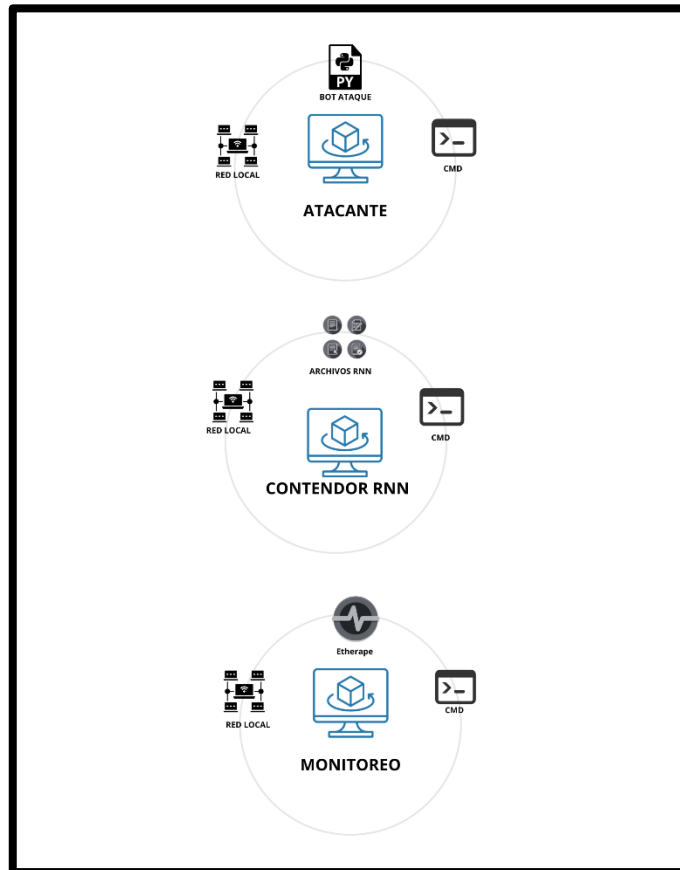 PY
BOT ATAQUE
RED LOCAL
CMD
ATACANTE
ARCHIVOS RNN
RED LOCAL
CMD
CONTENDOR RNN
Etherape
RED LOCAL
CMD
MONITOREO